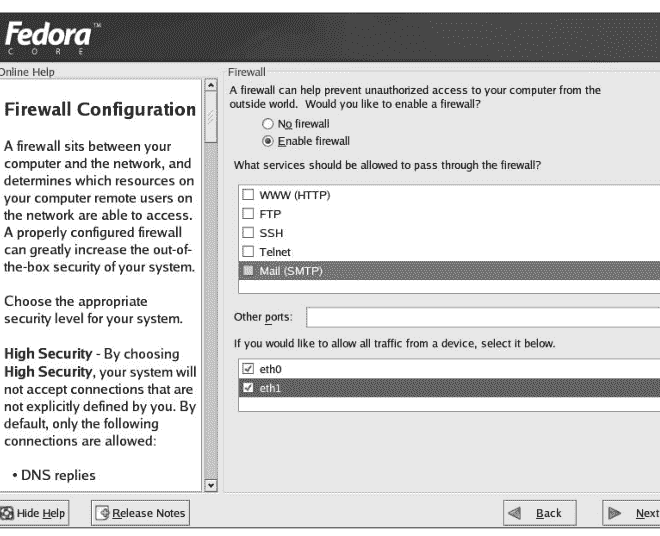 Fedora™
CORE
Online Help
Firewall Configuration
A firewall sits between your
computer and the network, and
determines which resources on
your computer remote users on
the network are able to access.
A properly configured firewall
can greatly increase the out-of-
the-box security of your system.
Choose the appropriate
security level for your system.
High Security - By choosing
High Security, your system will
not accept connections that are
not explicitly defined by you. By
default, only the following
connections are allowed:
• DNS replies
Firewall
A firewall can help prevent unauthorized access to your computer from the
outside world. Would you like to enable a firewall?
No firewall
Enable firewall
What services should be allowed to pass through the firewall?
WWW (HTTP)
FTP
SSH
Telnet
Mail (SMTP)
Other ports:
If you would like to allow all traffic from a device, select it below.
eth0
eth1
Hide Help
Release Notes
Back
Next